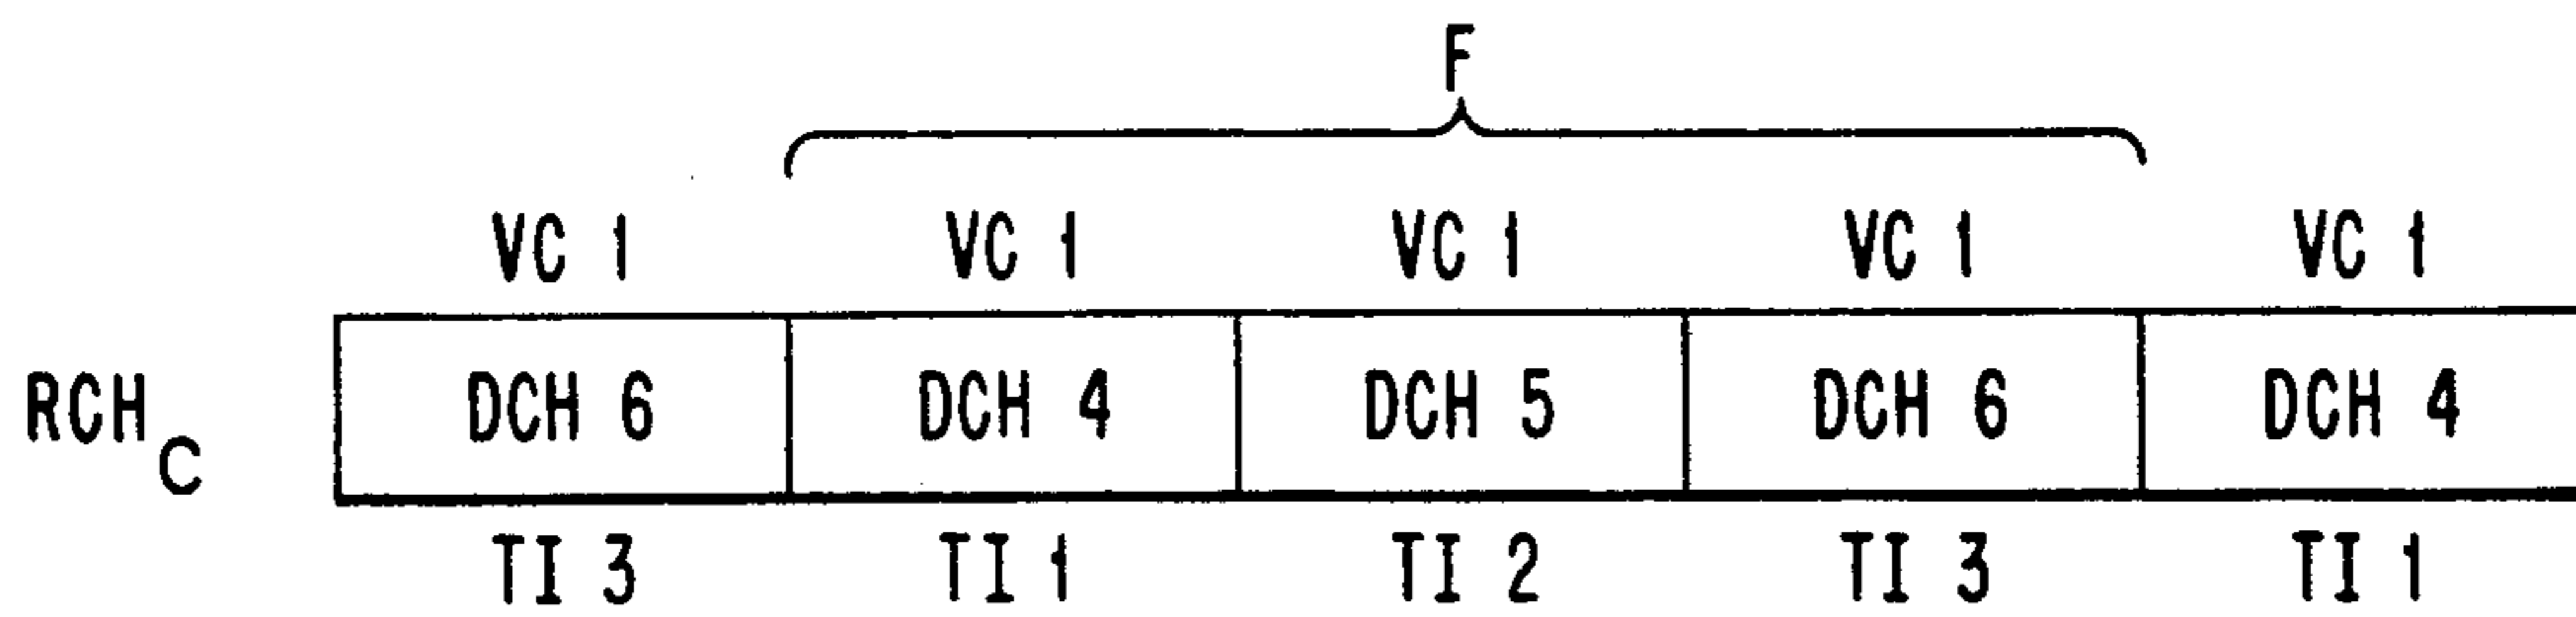 F
VC 1 VC 1 VC 1 VC 1 VC 1
RCH_C DCH 6 DCH 4 DCH 5 DCH 6 DCH 4
TI 3 TI 1 TI 2 TI 3 TI 1